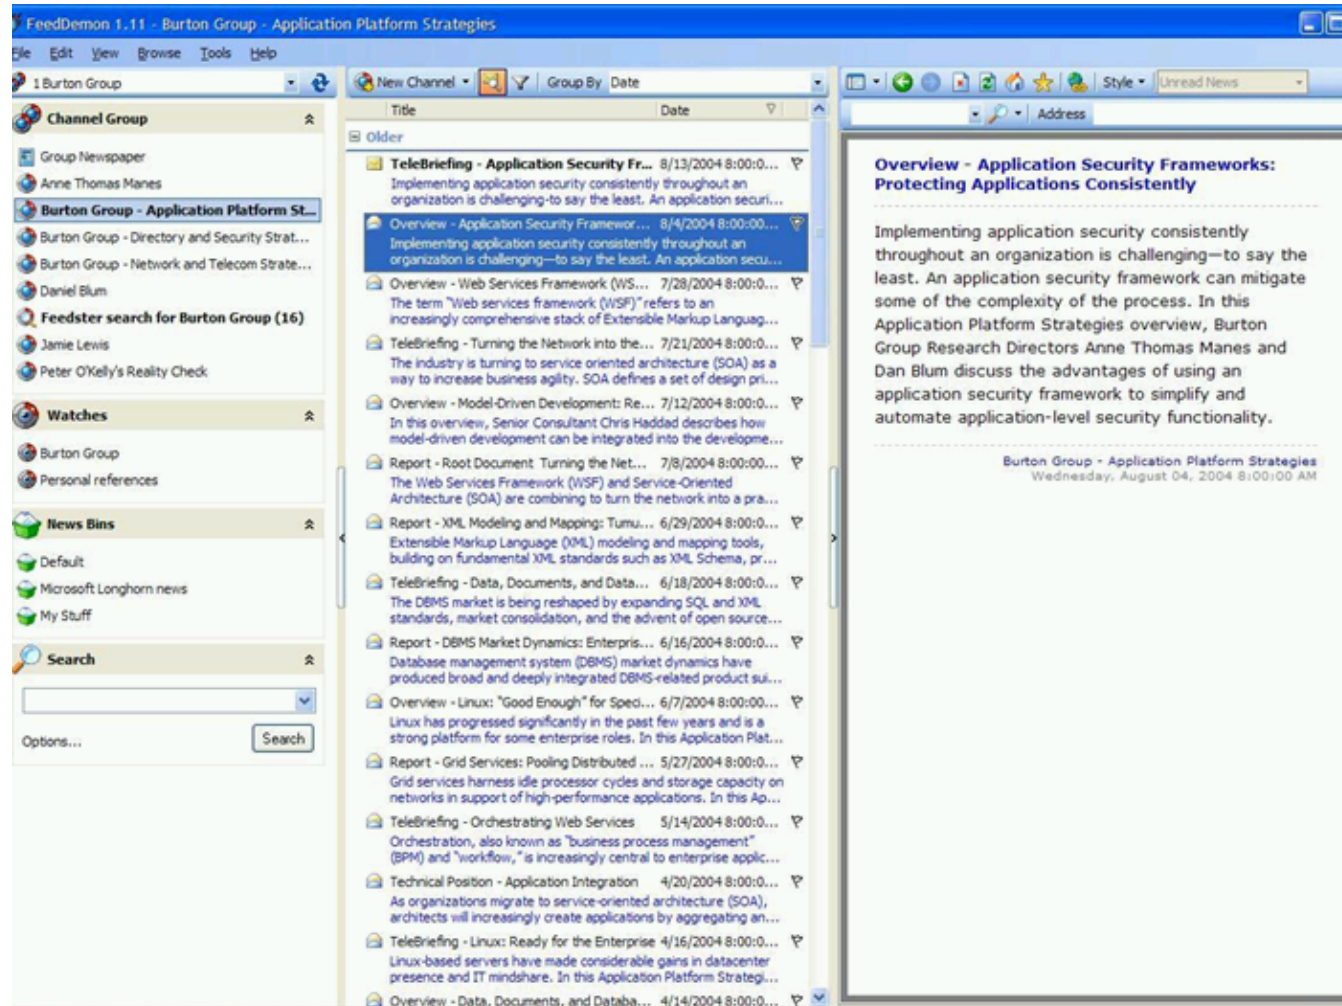 FeedDemon 1.11 - Burton Group - Application Platform Strategies
File Edit View Browse Tools Help
1 Burton Group
Channel Group
Group Newspaper
Anne Thomas Manes
Burton Group - Application Platform St...
Burton Group - Directory and Security Strat...
Burton Group - Network and Telecom Strate...
Daniel Blum
Feedster search for Burton Group (16)
Jamie Lewis
Peter O'Kelly's Reality Check
Watches
Burton Group
Personal references
News Bins
Default
Microsoft Longhorn news
My Stuff
Search
Options... Search
New Channel Group By Date
Title Date
Older
TeleBriefing - Application Security Fr... 8/13/2004 8:00:0...
Implementing application security consistently throughout an
organization is challenging-to say the least. An application securi...
Overview - Application Security Framewor... 8/4/2004 8:00:00...
Implementing application security consistently throughout an
organization is challenging—to say the least. An application secu...
Overview - Web Services Framework (WS... 7/28/2004 8:00:0...
The term "Web services framework (WSF)" refers to an
increasingly comprehensive stack of Extensible Markup Languag...
TeleBriefing - Turning the Network into the... 7/21/2004 8:00:0...
The industry is turning to service oriented architecture (SOA) as a
way to increase business agility. SOA defines a set of design pri...
Overview - Model-Driven Development: Re... 7/12/2004 8:00:0...
In this overview, Senior Consultant Chris Haddad describes how
model-driven development can be integrated into the developme...
Report - Root Document Turning the Net... 7/8/2004 8:00:0...
The Web Services Framework (WSF) and Service-Oriented
Architecture (SOA) are combining to turn the network into a pra...
Report - XML Modeling and Mapping: Tumu... 6/29/2004 8:00:0...
Extensible Markup Language (XML) modeling and mapping tools,
building on fundamental XML standards such as XML Schema, pr...
TeleBriefing - Data, Documents, and Data... 6/18/2004 8:00:0...
The DBMS market is being reshaped by expanding SQL and XML
standards, market consolidation, and the advent of open source...
Report - DBMS Market Dynamics: Enterpris... 6/16/2004 8:00:0...
Database management system (DBMS) market dynamics have
produced broad and deeply integrated DBMS-related product sui...
Overview - Linux: "Good Enough" for Speci... 6/7/2004 8:00:00...
Linux has progressed significantly in the past few years and is a
strong platform for some enterprise roles. In this Application Plat...
Report - Grid Services: Pooling Distributed ... 5/27/2004 8:00:0...
Grid services harness idle processor cycles and storage capacity on
networks in support of high-performance applications. In this Ap...
TeleBriefing - Orchestrating Web Services 5/14/2004 8:00:0...
Orchestration, also known as "business process management"
(BPM) and "workflow," is increasingly central to enterprise applic...
Technical Position - Application Integration 4/20/2004 8:00:0...
As organizations migrate to service-oriented architecture (SOA),
architects will increasingly create applications by aggregating an...
TeleBriefing - Linux: Ready for the Enterprise 4/16/2004 8:00:0...
Linux-based servers have made considerable gains in datacenter
presence and IT mindshare. In this Application Platform Strategi...
Overview - Data, Documents, and Databa... 4/14/2004 8:00:0...
Style Unread News
Address
Overview - Application Security Frameworks:
Protecting Applications Consistently
Implementing application security consistently
throughout an organization is challenging—to say the
least. An application security framework can mitigate
some of the complexity of the process. In this
Application Platform Strategies overview, Burton
Group Research Directors Anne Thomas Manes and
Dan Blum discuss the advantages of using an
application security framework to simplify and
automate application-level security functionality.
Burton Group - Application Platform Strategies
Wednesday, August 04, 2004 8:00:00 AM